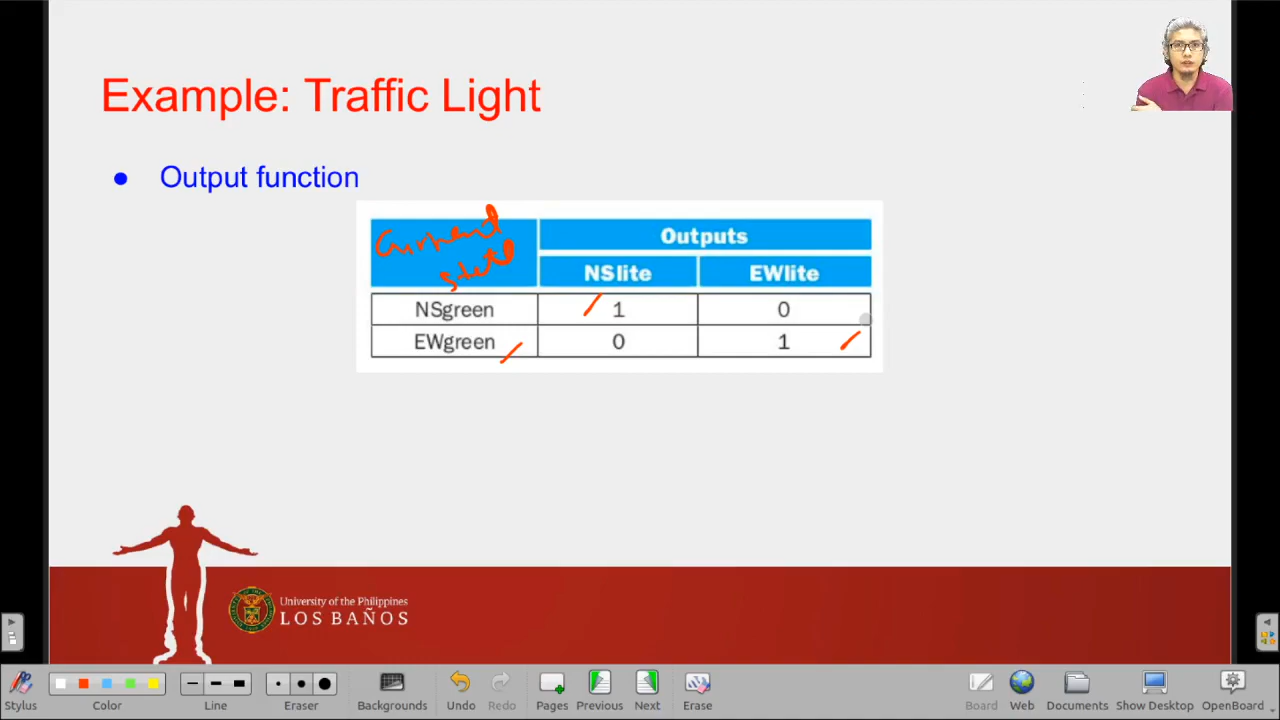 Example: Traffic Light
● Output function
Current
state
Outputs
NSlite EWlite
NSgreen 1 0
EWgreen 0 1
University of the Philippines
LOS BAÑOS
Stylus Color Line Eraser Backgrounds Undo Redo Pages Previous Next Erase Board Web Documents Show Desktop OpenBoard